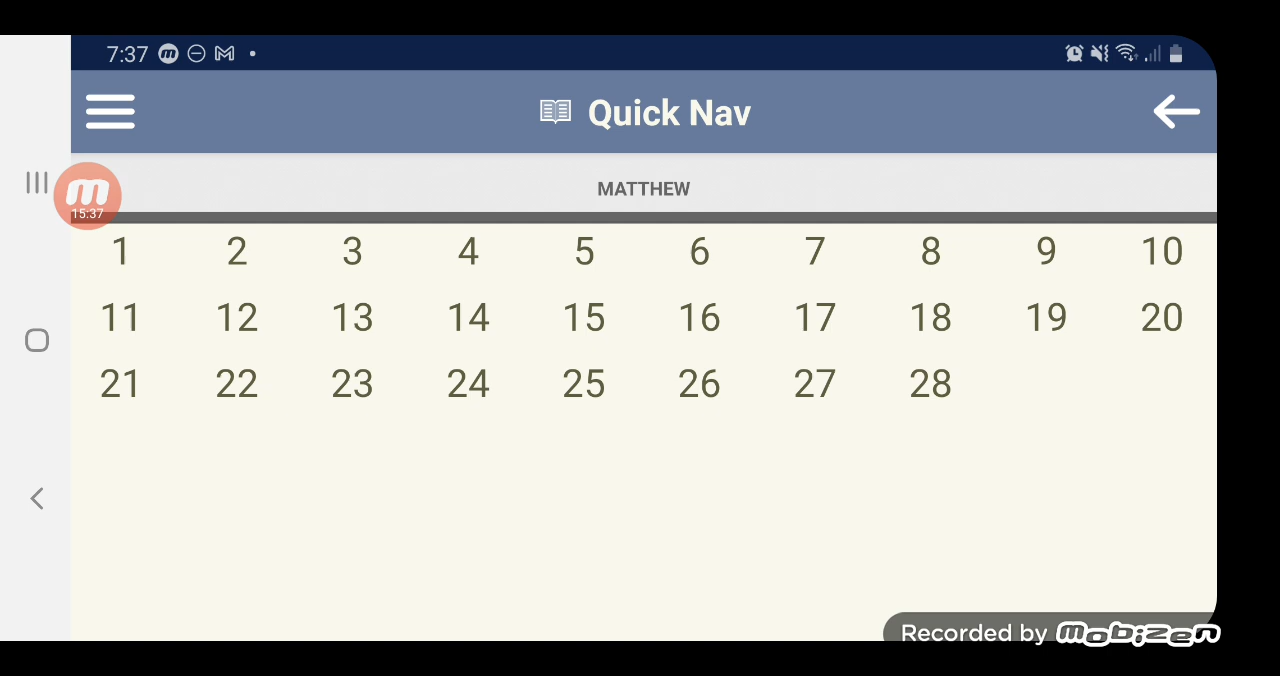 7:37
Quick Nav
MATTHEW
15:37
1 2 3 4 5 6 7 8 9 10
11 12 13 14 15 16 17 18 19 20
21 22 23 24 25 26 27 28
Recorded by mobizen